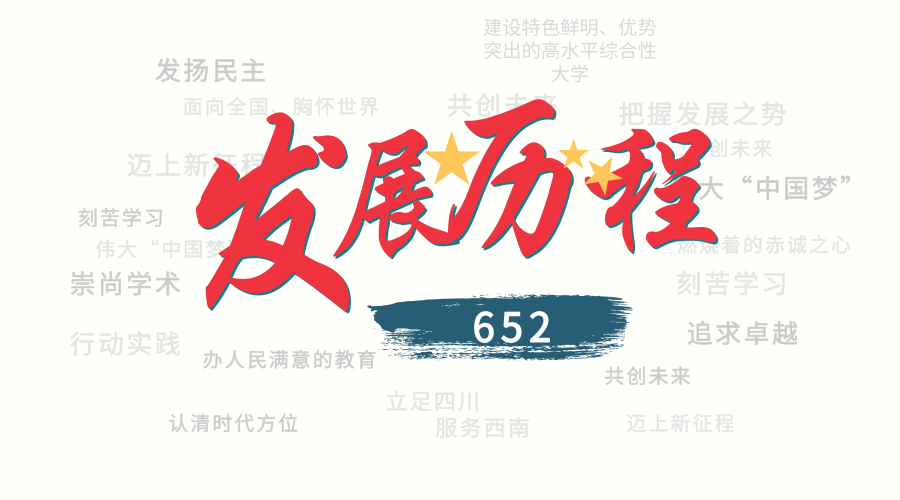 建设特色鲜明、优势
突出的高水平综合性
大学
发扬民主
面向全国、胸怀世界
共创未来
把握发展之势
迈上新征程
创未来
大“中国梦”
发展历程
刻苦学习
伟大“中国梦
燃烧着的赤诚之心
崇尚学术
刻苦学习
652
行动实践
追求卓越
办人民满意的教育
共创未来
立足四川
服务西南
认清时代方位
迈上新征程